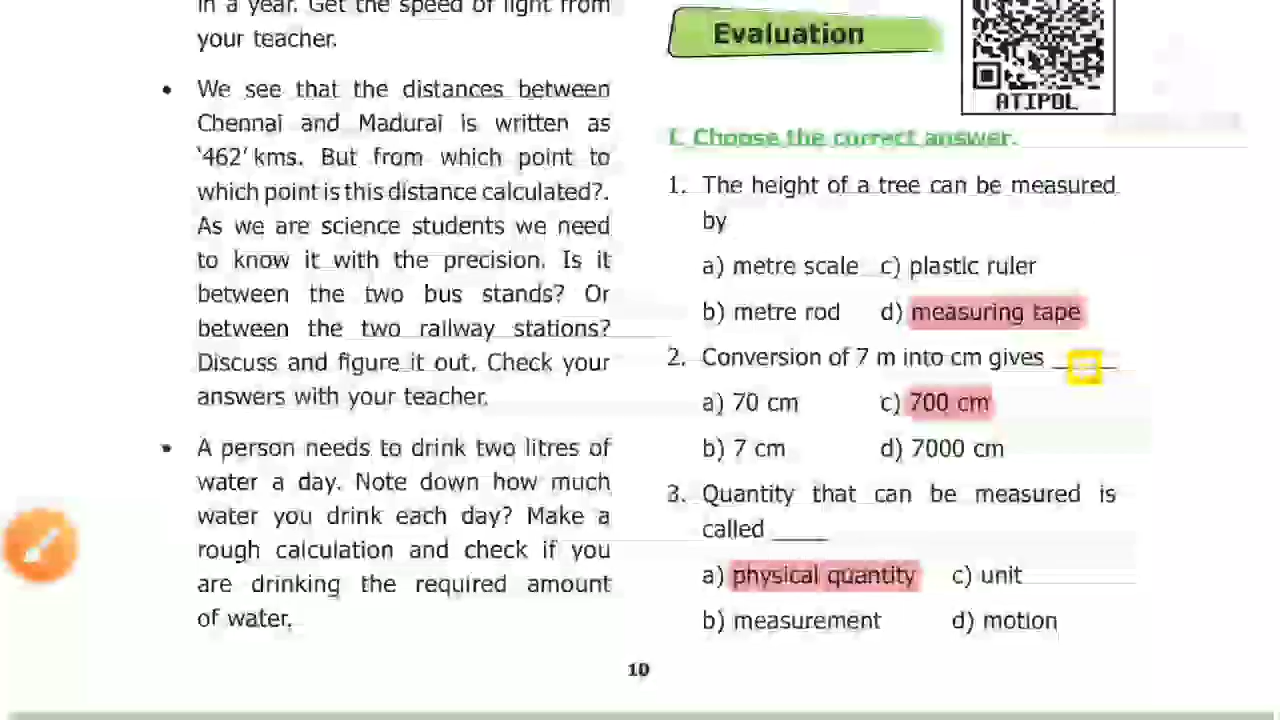 in a year. Get the speed of light from
your teacher.
• We see that the distances between
Chennai and Madurai is written as
‘462’ kms. But from which point to
which point is this distance calculated?.
As we are science students we need
to know it with the precision. Is it
between the two bus stands? Or
between the two railway stations?
Discuss and figure it out. Check your
answers with your teacher.
• A person needs to drink two litres of
water a day. Note down how much
water you drink each day? Make a
rough calculation and check if you
are drinking the required amount
of water.
Evaluation
ATIPOL
I. Choose the correct answer.
1. The height of a tree can be measured
by
a) metre scale c) plastic ruler
b) metre rod d) measuring tape
2. Conversion of 7 m into cm gives ____
a) 70 cm c) 700 cm
b) 7 cm d) 7000 cm
3. Quantity that can be measured is
called ____
a) physical quantity c) unit
b) measurement d) motion
10